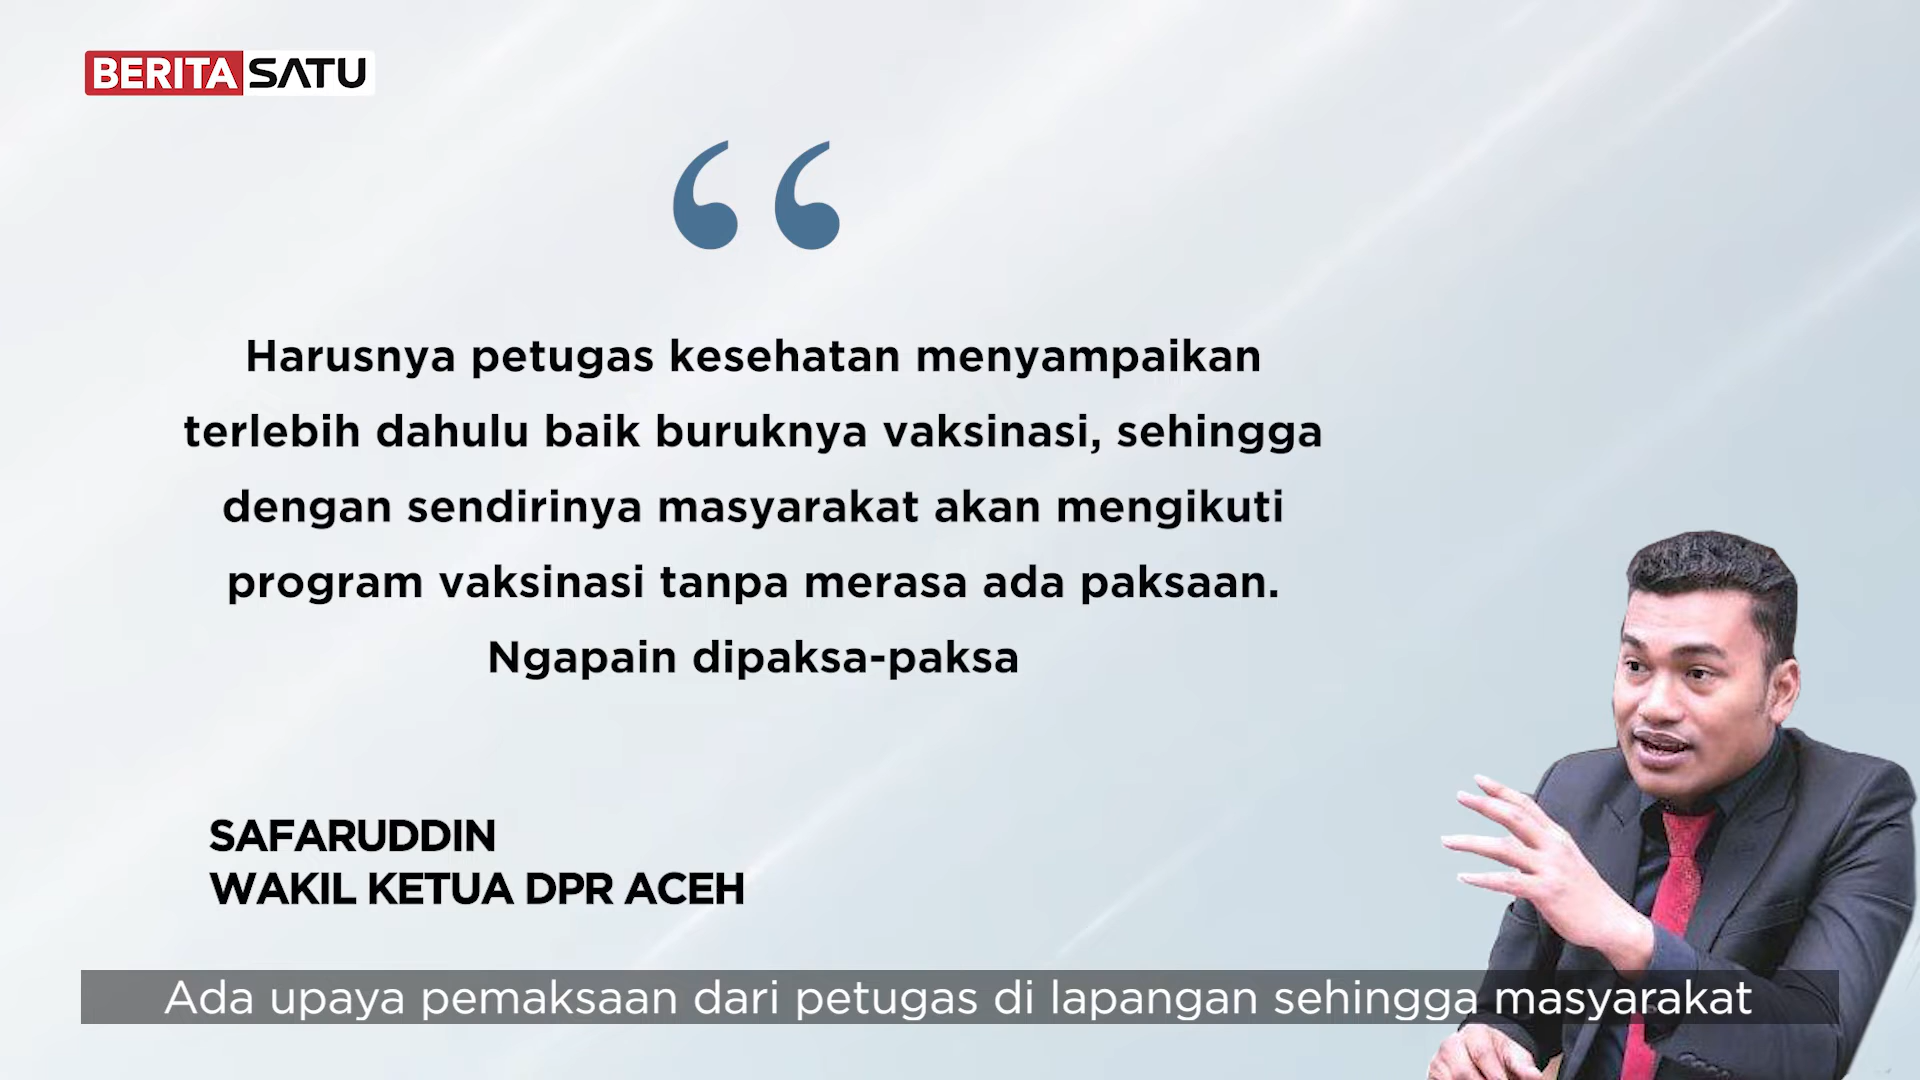 BERITA SATU
“
Harusnya petugas kesehatan menyampaikan
terlebih dahulu baik buruknya vaksinasi, sehingga
dengan sendirinya masyarakat akan mengikuti
program vaksinasi tanpa merasa ada paksaan.
Ngapain dipaksa-paksa
SAFARUDDIN
WAKIL KETUA DPR ACEH
Ada upaya pemaksaan dari petugas di lapangan sehingga masyarakat